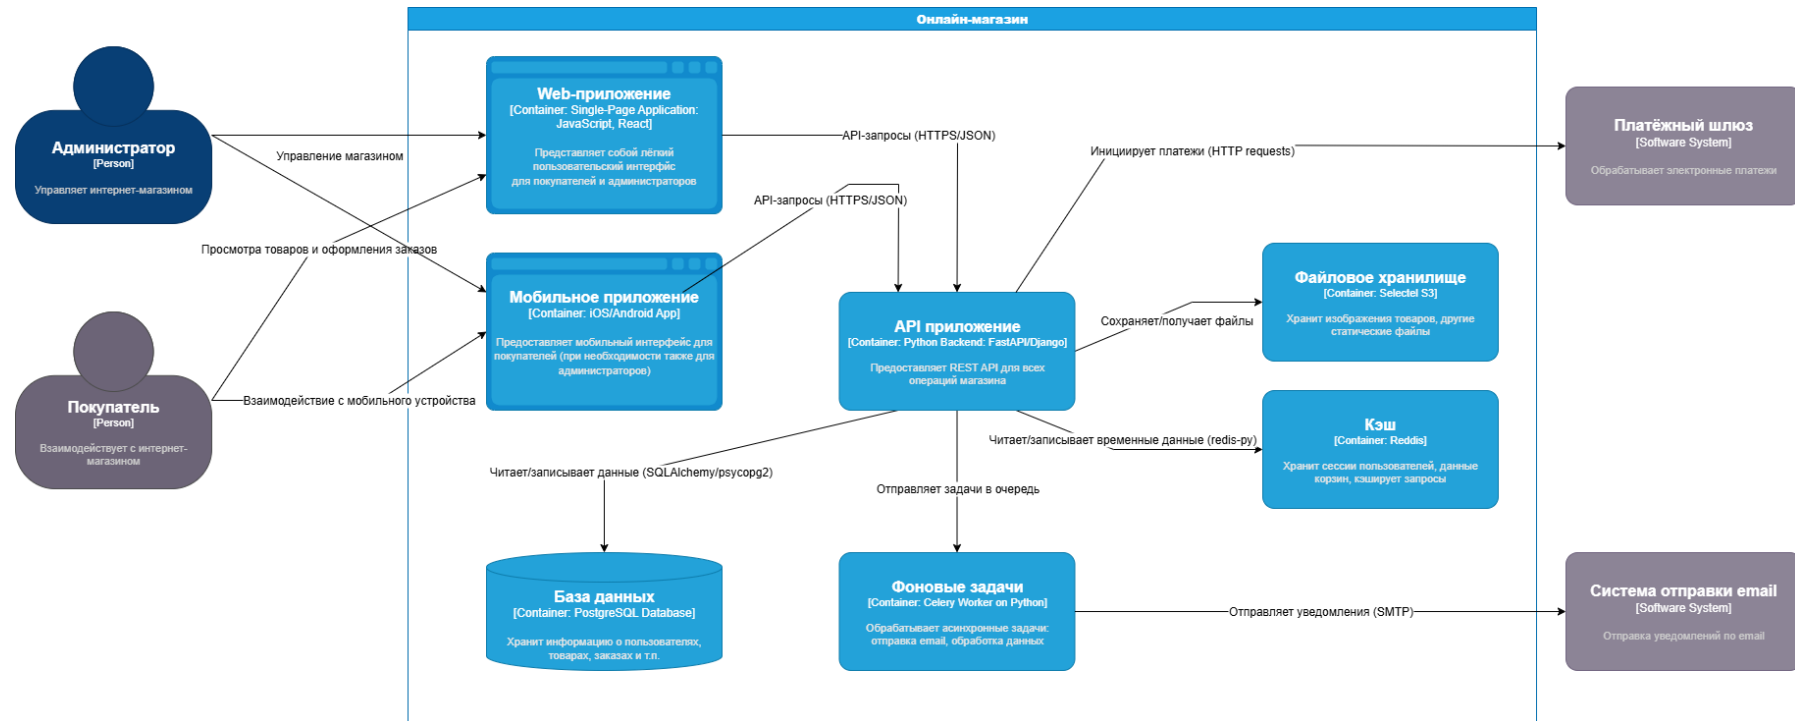 Онлайн-магазин
Администратор
[Person]
Управляет интернет-магазином
Покупатель
[Person]
Взаимодействует с интернет-
магазином
Управление магазином
Просмотра товаров и оформления заказов
Взаимодействие с мобильного устройства
Web-приложение
[Container: Single-Page Application:
JavaScript, React]
Представляет собой лёгкий
пользовательский интерфйс
для покупателей и администраторов
Мобильное приложение
[Container: iOS/Android App]
Предоставляет мобильный интерфейс для
покупателей (при необходимости также для
администраторов)
API-запросы (HTTPS/JSON)
API-запросы (HTTPS/JSON)
API приложение
[Container: Python Backend: FastAPI/Django]
Предоставляет REST API для всех
операций магазина
Инициирует платежи (HTTP requests)
Сохраняет/получает файлы
Читает/записывает временные данные (redis-py)
Читает/записывает данные (SQLAlchemy/psycopg2)
Отправляет задачи в очередь
Файловое хранилище
[Container: Selectel S3]
Хранит изображения товаров, другие
статические файлы
Кэш
[Container: Reddis]
Хранит сессии пользователей, данные
корзин, кэширует запросы
База данных
[Container: PostgreSQL Database]
Хранит информацию о пользователях,
товарах, заказах и т.п.
Фоновые задачи
[Container: Celery Worker on Python]
Обрабатывает асинхронные задачи:
отправка email, обработка данных
Отправляет уведомления (SMTP)
Платёжный шлюз
[Software System]
Обрабатывает электронные платежи
Система отправки email
[Software System]
Отправка уведомлений по email